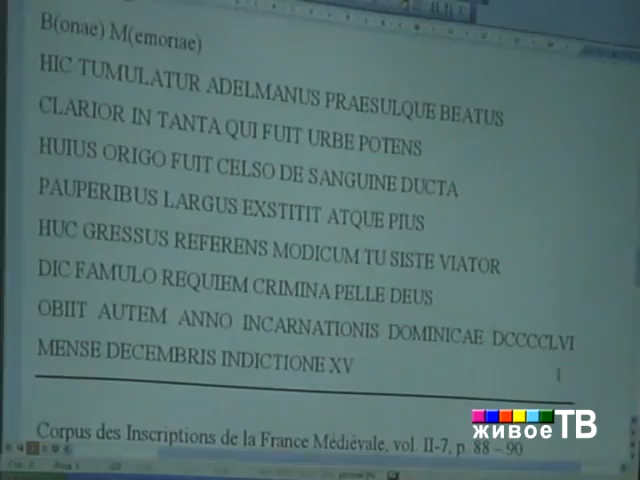 B(onae) M(emoriae)
HIC TUMULATUR ADELMANUS PRAESULQUE BEATUS
CLARIOR IN TANTA QUI FUIT URBE POTENS
HUIUS ORIGO FUIT CELSO DE SANGUINE DUCTA
PAUPERIBUS LARGUS EXSTITIT ATQUE PIUS
HUC GRESSUS REFERENS MODICUM TU SISTE VIATOR
DIC FAMULO REQUIEM CRIMINA PELLE DEUS
OBIIT AUTEM ANNO INCARNATIONIS DOMINICAE DCCCCLVI
MENSE DECEMBRIS INDICTIONE XV
Corpus des Inscriptions de la France Médiévale, vol. II-7, p. 88 – 90
живоеТВ